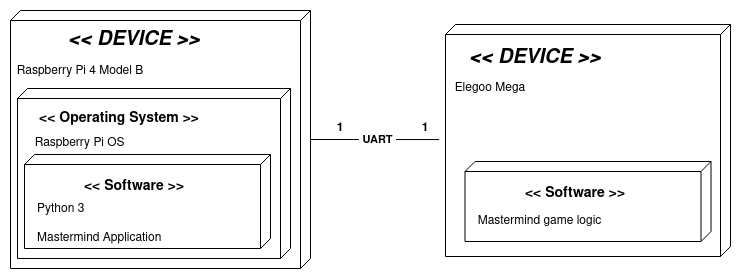 << DEVICE >>
Raspberry Pi 4 Model B
<< Operating System >>
Raspberry Pi OS
<< Software >>
Python 3
Mastermind Application
1 UART 1
<< DEVICE >>
Elegoo Mega
<< Software >>
Mastermind game logic